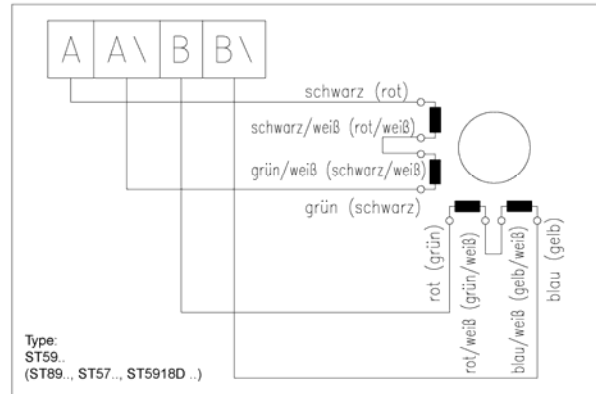 A A\ B B\
schwarz (rot)
schwarz/weiß (rot/weiß)
grün/weiß (schwarz/weiß)
grün (schwarz)
rot (grün)
rot/weiß (grün/weiß)
blau/weiß (gelb/weiß)
blau (gelb)
Type:
ST59..
(ST89.., ST57.., ST5918D ..)